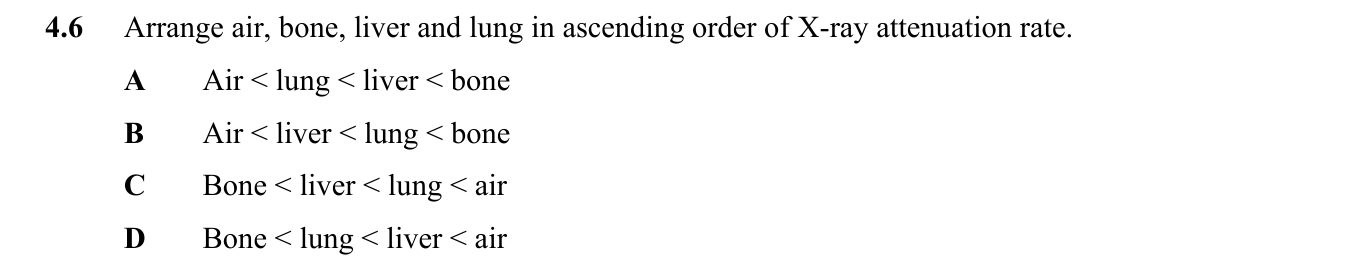 4.6 Arrange air, bone, liver and lung in ascending order of X-ray attenuation rate.
A Air < lung < liver < bone
B Air < liver < lung < bone
C Bone < liver < lung < air
D Bone < lung < liver < air